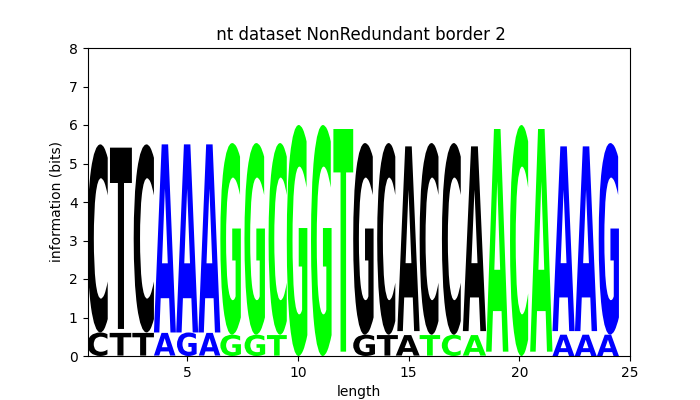 nt dataset NonRedundant border 2
8
7
6
5
4
3
2
1
0
information (bits)
CTCAAAGGCGGTGCACCAACAAAG
CTTAGAGGTGTATCAAAA
5 10 15 20 25
length